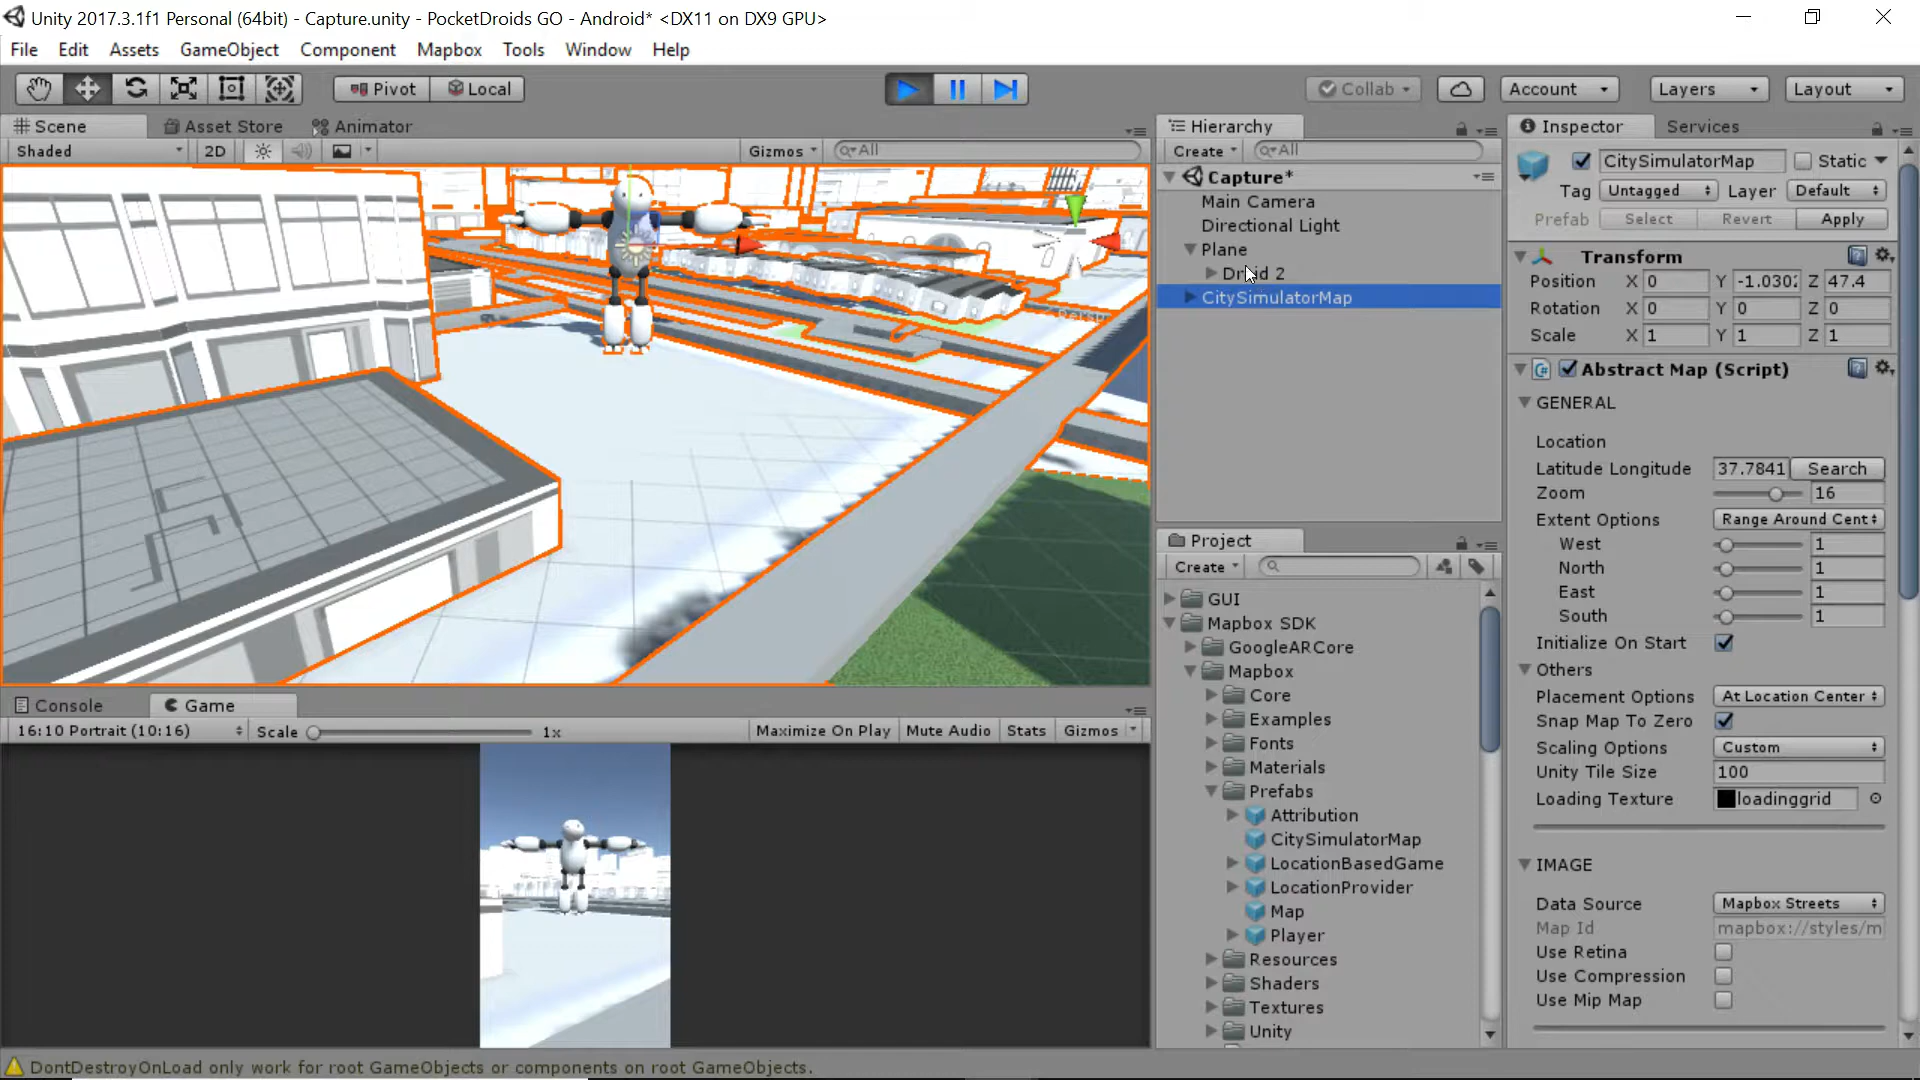 Unity 2017.3.1f1 Personal (64bit) - Capture.unity - PocketDroids GO - Android* <DX11 on DX9 GPU>
File Edit Assets GameObject Component Mapbox Tools Window Help
Pivot Local Collab Account Layers Layout
Scene Asset Store Animator
Shaded 2D Gizmos All
Persp
Console Game
16:10 Portrait (10:16) Scale 1x Maximize On Play Mute Audio Stats Gizmos
Hierarchy
Create All
Capture*
Main Camera
Directional Light
Plane
Droid 2
CitySimulatorMap
Project
Create
GUI
Mapbox SDK
GoogleARCore
Mapbox
Core
Examples
Fonts
Materials
Prefabs
Attribution
CitySimulatorMap
LocationBasedGame
LocationProvider
Map
Player
Resources
Shaders
Textures
Unity
Inspector Services
CitySimulatorMap Static
Tag Untagged Layer Default
Prefab Select Revert Apply
Transform
Position X 0 Y -1.030 Z 47.4
Rotation X 0 Y 0 Z 0
Scale X 1 Y 1 Z 1
Abstract Map (Script)
GENERAL
Location
Latitude Longitude 37.7841 Search
Zoom 16
Extent Options Range Around Cent
West 1
North 1
East 1
South 1
Initialize On Start
Others
Placement Options At Location Center
Snap Map To Zero
Scaling Options Custom
Unity Tile Size 100
Loading Texture loadinggrid
IMAGE
Data Source Mapbox Streets
Map Id mapbox://styles/m
Use Retina
Use Compression
Use Mip Map
DontDestroyOnLoad only work for root GameObjects or components on root GameObjects.